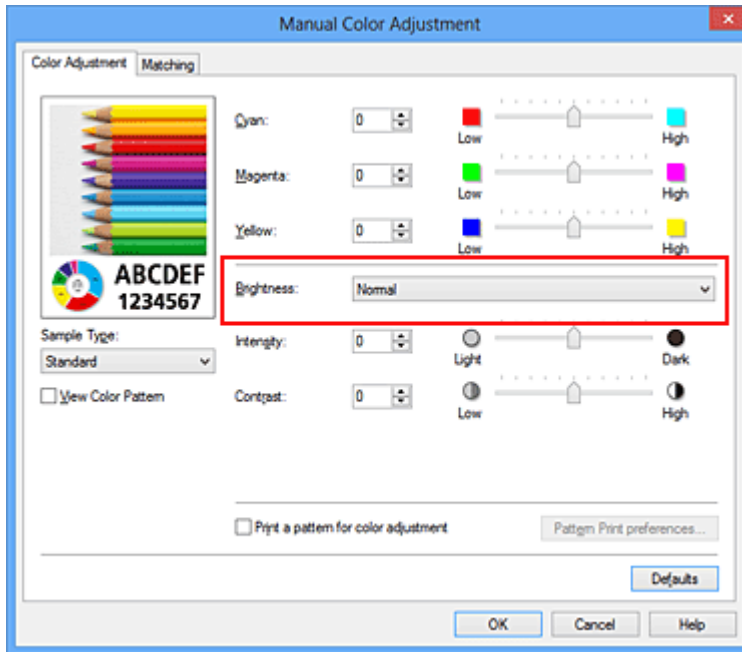 Manual Color Adjustment
Color Adjustment Matching
Cyan: 0 Low High
Magenta: 0 Low High
Yellow: 0 Low High
ABCDEF
1234567
Brightness: Normal
Sample Type:
Standard
View Color Pattern
Intensity: 0 Light Dark
Contrast: 0 Low High
Print a pattern for color adjustment Pattern Print preferences...
Defaults
OK Cancel Help